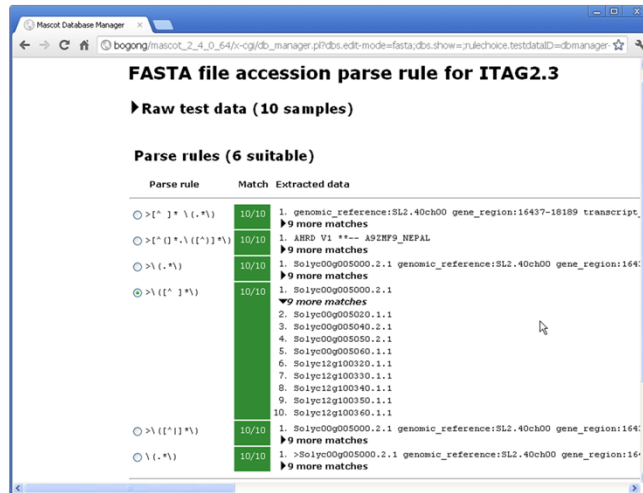 Mascot Database Manager
bogong/mascot_2_4_0_64/x-cgi/db_manager.pl?dbs.edit-mode=fasta;dbs.show=;rulechoice.testdataID=dbmanager-
FASTA file accession parse rule for ITAG2.3
Raw test data (10 samples)
Parse rules (6 suitable)
Parse rule Match Extracted data
>[^ ]* \(.*\) 10/10 1. genomic_reference:SL2.40ch00 gene_region:16437-18189 transcript_
9 more matches
>[^(]*.\([^)]*\) 10/10 1. AHRD V1 **-- A9ZMF9_NEPAL
9 more matches
>\(.*\) 10/10 1. Solyc00g005000.2.1 genomic_reference:SL2.40ch00 gene_region:164
9 more matches
>\([^ ]*\) 10/10 1. Solyc00g005000.2.1
9 more matches
2. Solyc00g005020.1.1
3. Solyc00g005040.2.1
4. Solyc00g005050.2.1
5. Solyc00g005060.1.1
6. Solyc12g100320.1.1
7. Solyc12g100330.1.1
8. Solyc12g100340.1.1
9. Solyc12g100350.1.1
10. Solyc12g100360.1.1
>\([^|]*\) 10/10 1. Solyc00g005000.2.1 genomic_reference:SL2.40ch00 gene_region:164
9 more matches
\(.*\) 10/10 1. >Solyc00g005000.2.1 genomic_reference:SL2.40ch00 gene_region:16
9 more matches